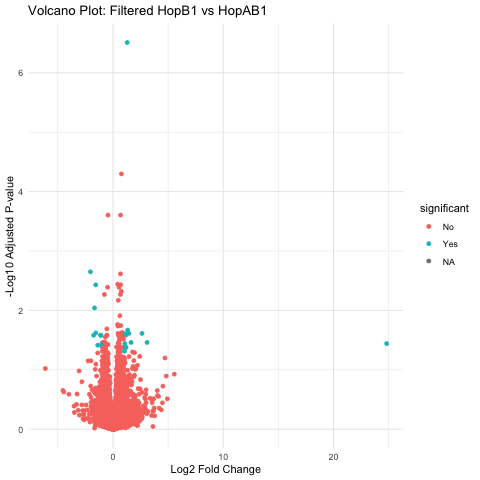 Volcano Plot: Filtered HopB1 vs HopAB1
-Log10 Adjusted P-value
6
4
2
0
0
10
20
Log2 Fold Change
significant
No
Yes
NA